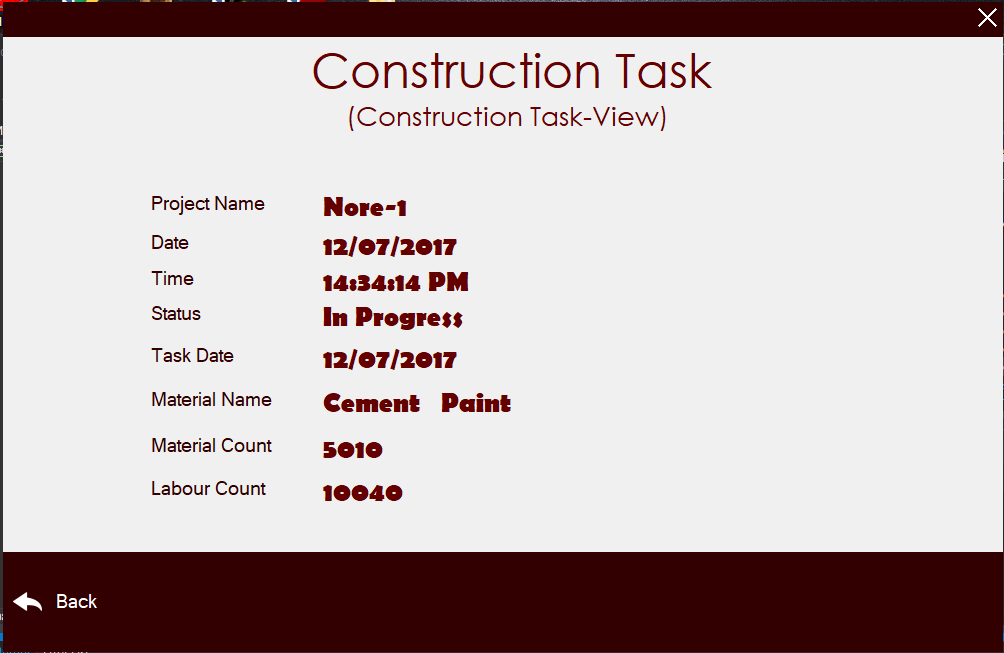 Construction Task
(Construction Task-View)
Project Name Nore-1
Date 12/07/2017
Time 14:34:14 PM
Status In Progress
Task Date 12/07/2017
Material Name Cement Paint
Material Count 5010
Labour Count 10040
Back